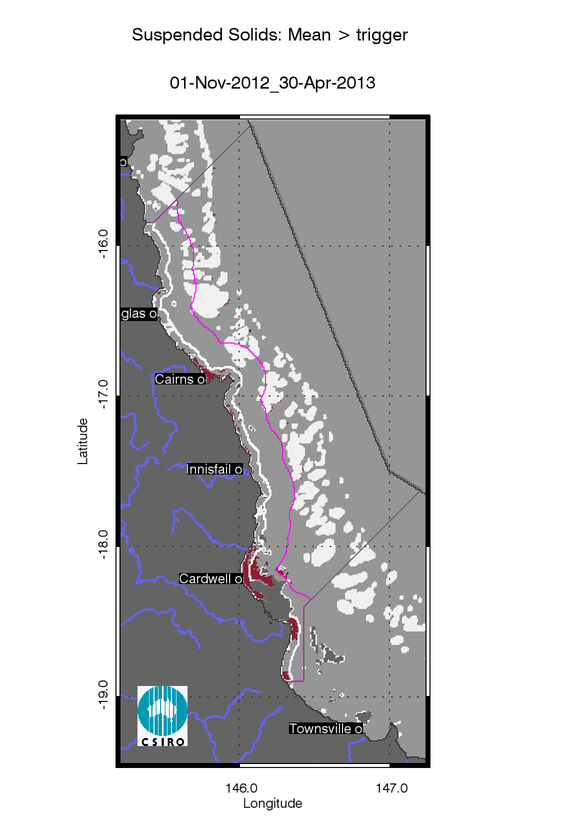 Suspended Solids: Mean > trigger
01-Nov-2012_30-Apr-2013
o
-16.0
glas o
-17.0
Cairns o
Latitude
Innisfail o
-18.0
Cardwell o
-19.0
CSIRO
Townsville o
146.0 147.0
Longitude